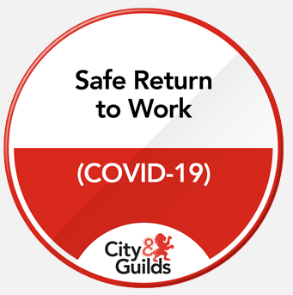 Safe Return
to Work
(COVID-19)
City&
Guilds